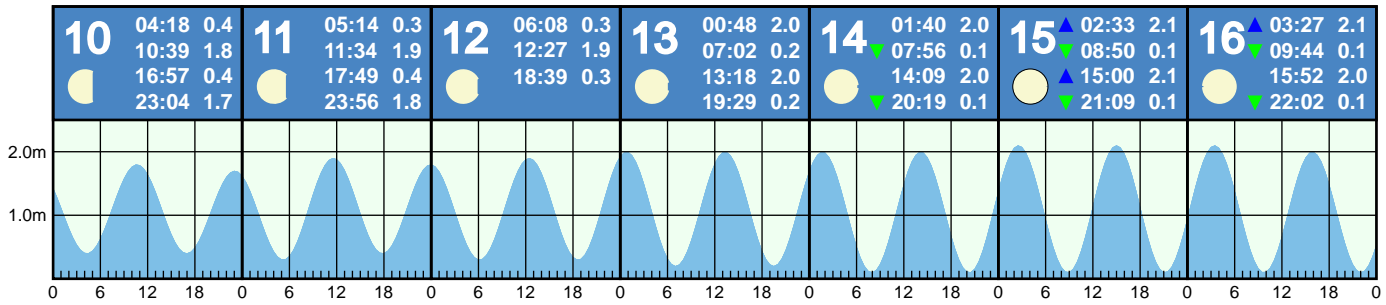 10
04:18 0.4
10:39 1.8
16:57 0.4
23:04 1.7
11
05:14 0.3
11:34 1.9
17:49 0.4
23:56 1.8
12
06:08 0.3
12:27 1.9
18:39 0.3
13
00:48 2.0
07:02 0.2
13:18 2.0
19:29 0.2
14
01:40 2.0
▼ 07:56 0.1
14:09 2.0
▼ 20:19 0.1
15
▲ 02:33 2.1
▼ 08:50 0.1
▲ 15:00 2.1
▼ 21:09 0.1
16
▲ 03:27 2.1
▼ 09:44 0.1
15:52 2.0
▼ 22:02 0.1
2.0m
1.0m
0 6 12 18 0 6 12 18 0 6 12 18 0 6 12 18 0 6 12 18 0 6 12 18 0 6 12 18 0